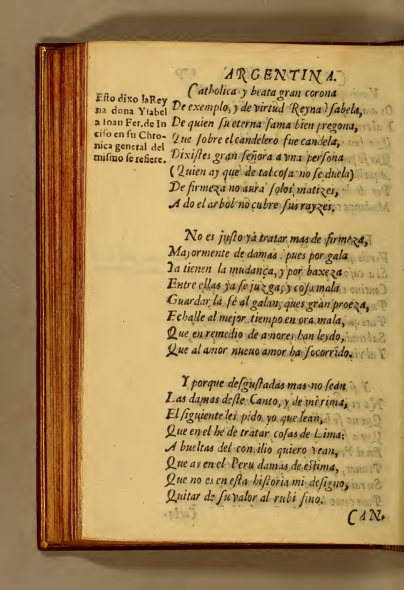 ARGENTINA.
Esto dixo la Rey
na dona Ysabel
a Ioan Fer. de In
ciso en su Chro-
nica general del
mismo se refiere.
Catholica y beata gran corona
De exemplo, y de virtud Reyna Isabela,
De quien su eterna fama bien pregona,
Que sobre el candelero fue candela,
Dixistes gran señora a vna persona
(Quien ay que de tal cosa no se duela)
De firmeza no aura solos matizes,
A do el arbol no cubre sus rayzes.
No es justo ya tratar mas de firmeza,
Mayormente de damas: pues por gala
Ya tienen la mudança, y por baxeza
Entre ellas ya se juzga, y cosa mala
Guardar la fé al galan, ques gran proeza,
Echalle al mejor tiempo en ora mala,
Que en remedio de amores han leydo,
Que al amor nueuo amor ha socorrido.
Y porque desgustadas mas no sean
Las damas deste Canto, y de mi rima,
El siguiente les pido yo que lean,
Que en el he de tratar cosas de Lima:
A bueltas del conçilio quiero vean,
Que ay en el Peru damas de estima,
Que no es en esta historia mi designo,
Quitar de su valor al rubi fino.
CAN-